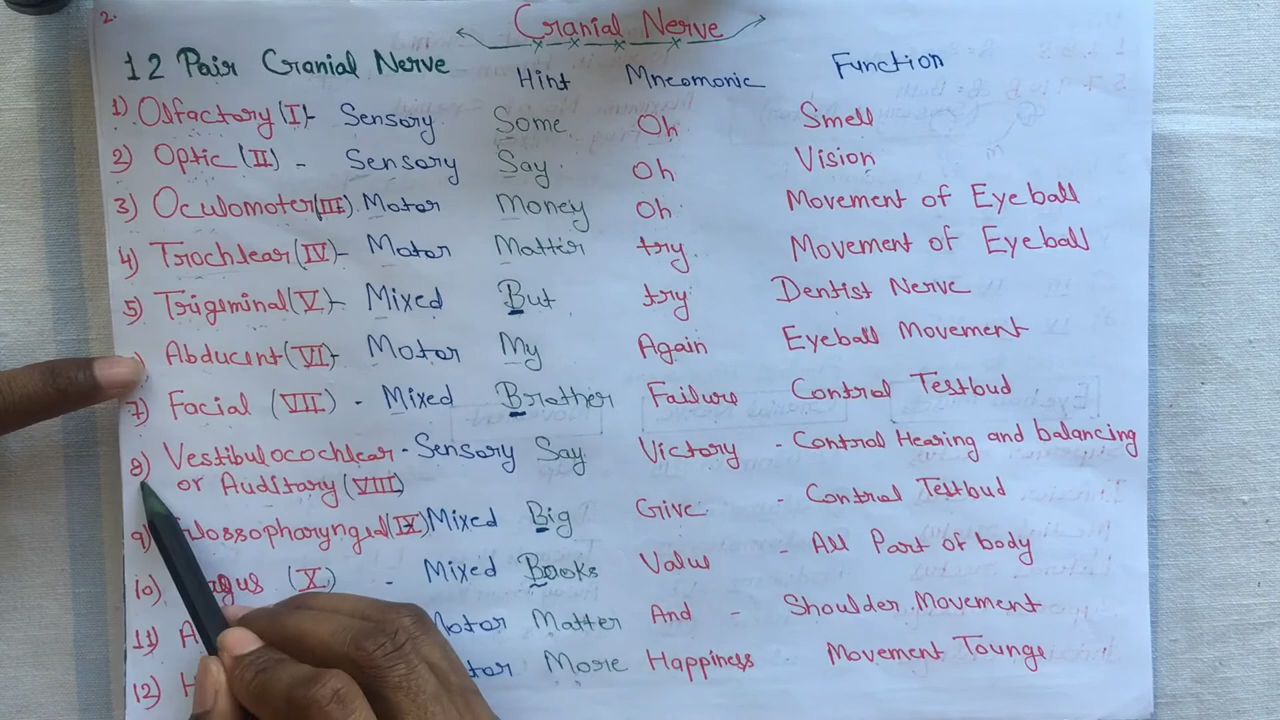 2.
Cranial Nerve
12 Pair Cranial Nerve Hint Mneomonic Function
1) Olfactory (I)- Sensory Some Oh Smell
2) Optic (II) - Sensory Say Oh Vision
3) Oculomoter(III). Motor Money Oh Movement of Eyeball
4) Trochlear(IV)- Motor Matter try Movement of Eyeball
5) Trigeminal(V)- Mixed But try Dentist Nerve
) Abducent(VI)- Motor My Again Eyeball Movement
7) Facial (VII) - Mixed Brother Failure Control Testbud
8) Vestibulocochlear - Sensory Say Victory - Control Hearing and balancing
or Auditary (VIII)
9) lossopharyngeal(IX) Mixed Big Give - Control Testbud
10) agus (X) - Mixed Books Value - All Part of body
11) A Motor Matter And - Shoulder Movement
12) H tor More Happiness Movement Tounge